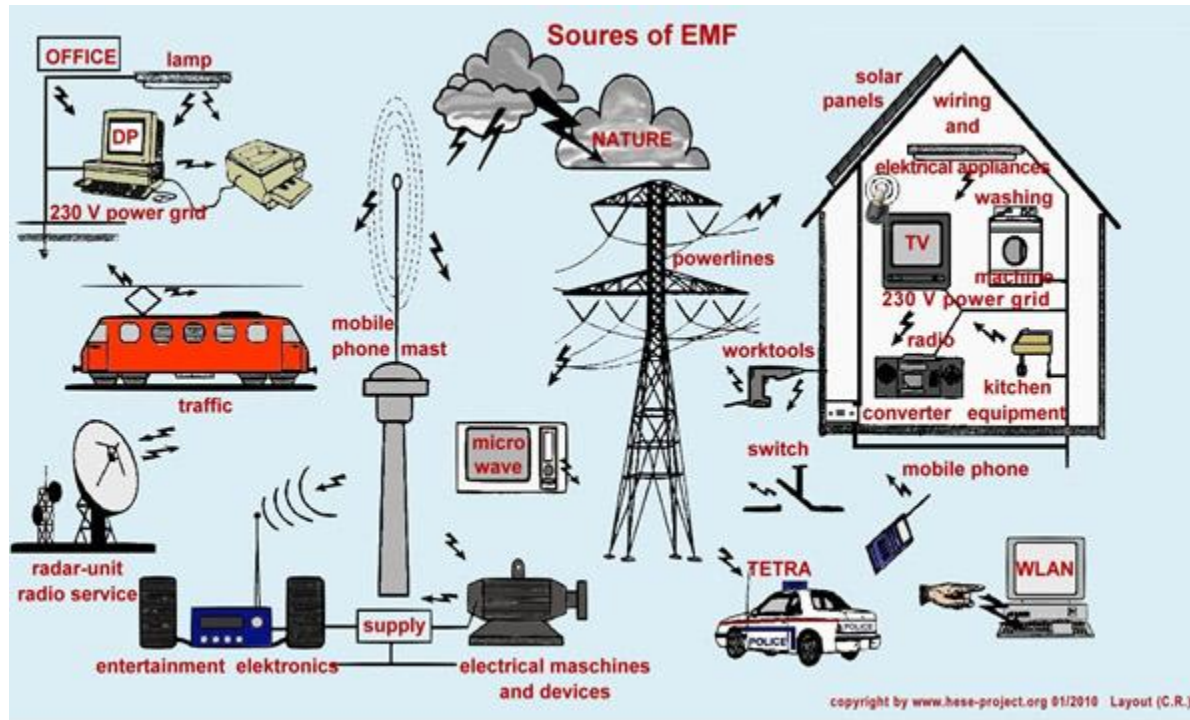 Soures of EMF
OFFICE
lamp
DP
230 V power grid
NATURE
solar
panels
wiring
and
elektrical appliances
washing
machine
TV
230 V power grid
radio
converter
kitchen
equipment
powerlines
worktools
traffic
mobile
phone mast
micro
wave
switch
mobile phone
radar-unit
radio service
entertainment elektronics
supply
electrical maschines
and devices
TETRA
POLICE
POLICE
WLAN
copyright by www.hese-project.org 01/2010 Layout (C.R.)